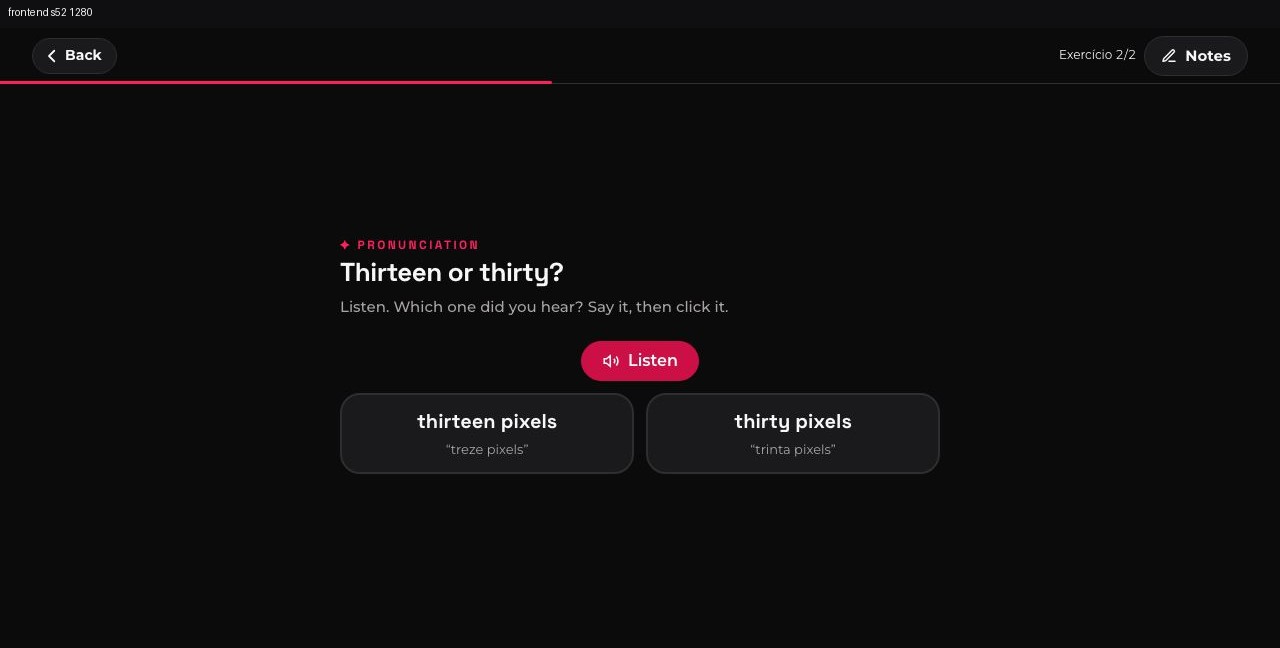 frontend s52 1280
Back
Exercício 2/2
Notes
PRONUNCIATION
Thirteen or thirty?
Listen. Which one did you hear? Say it, then click it.
Listen
thirteen pixels
thirty pixels
“treze pixels”
“trinta pixels”